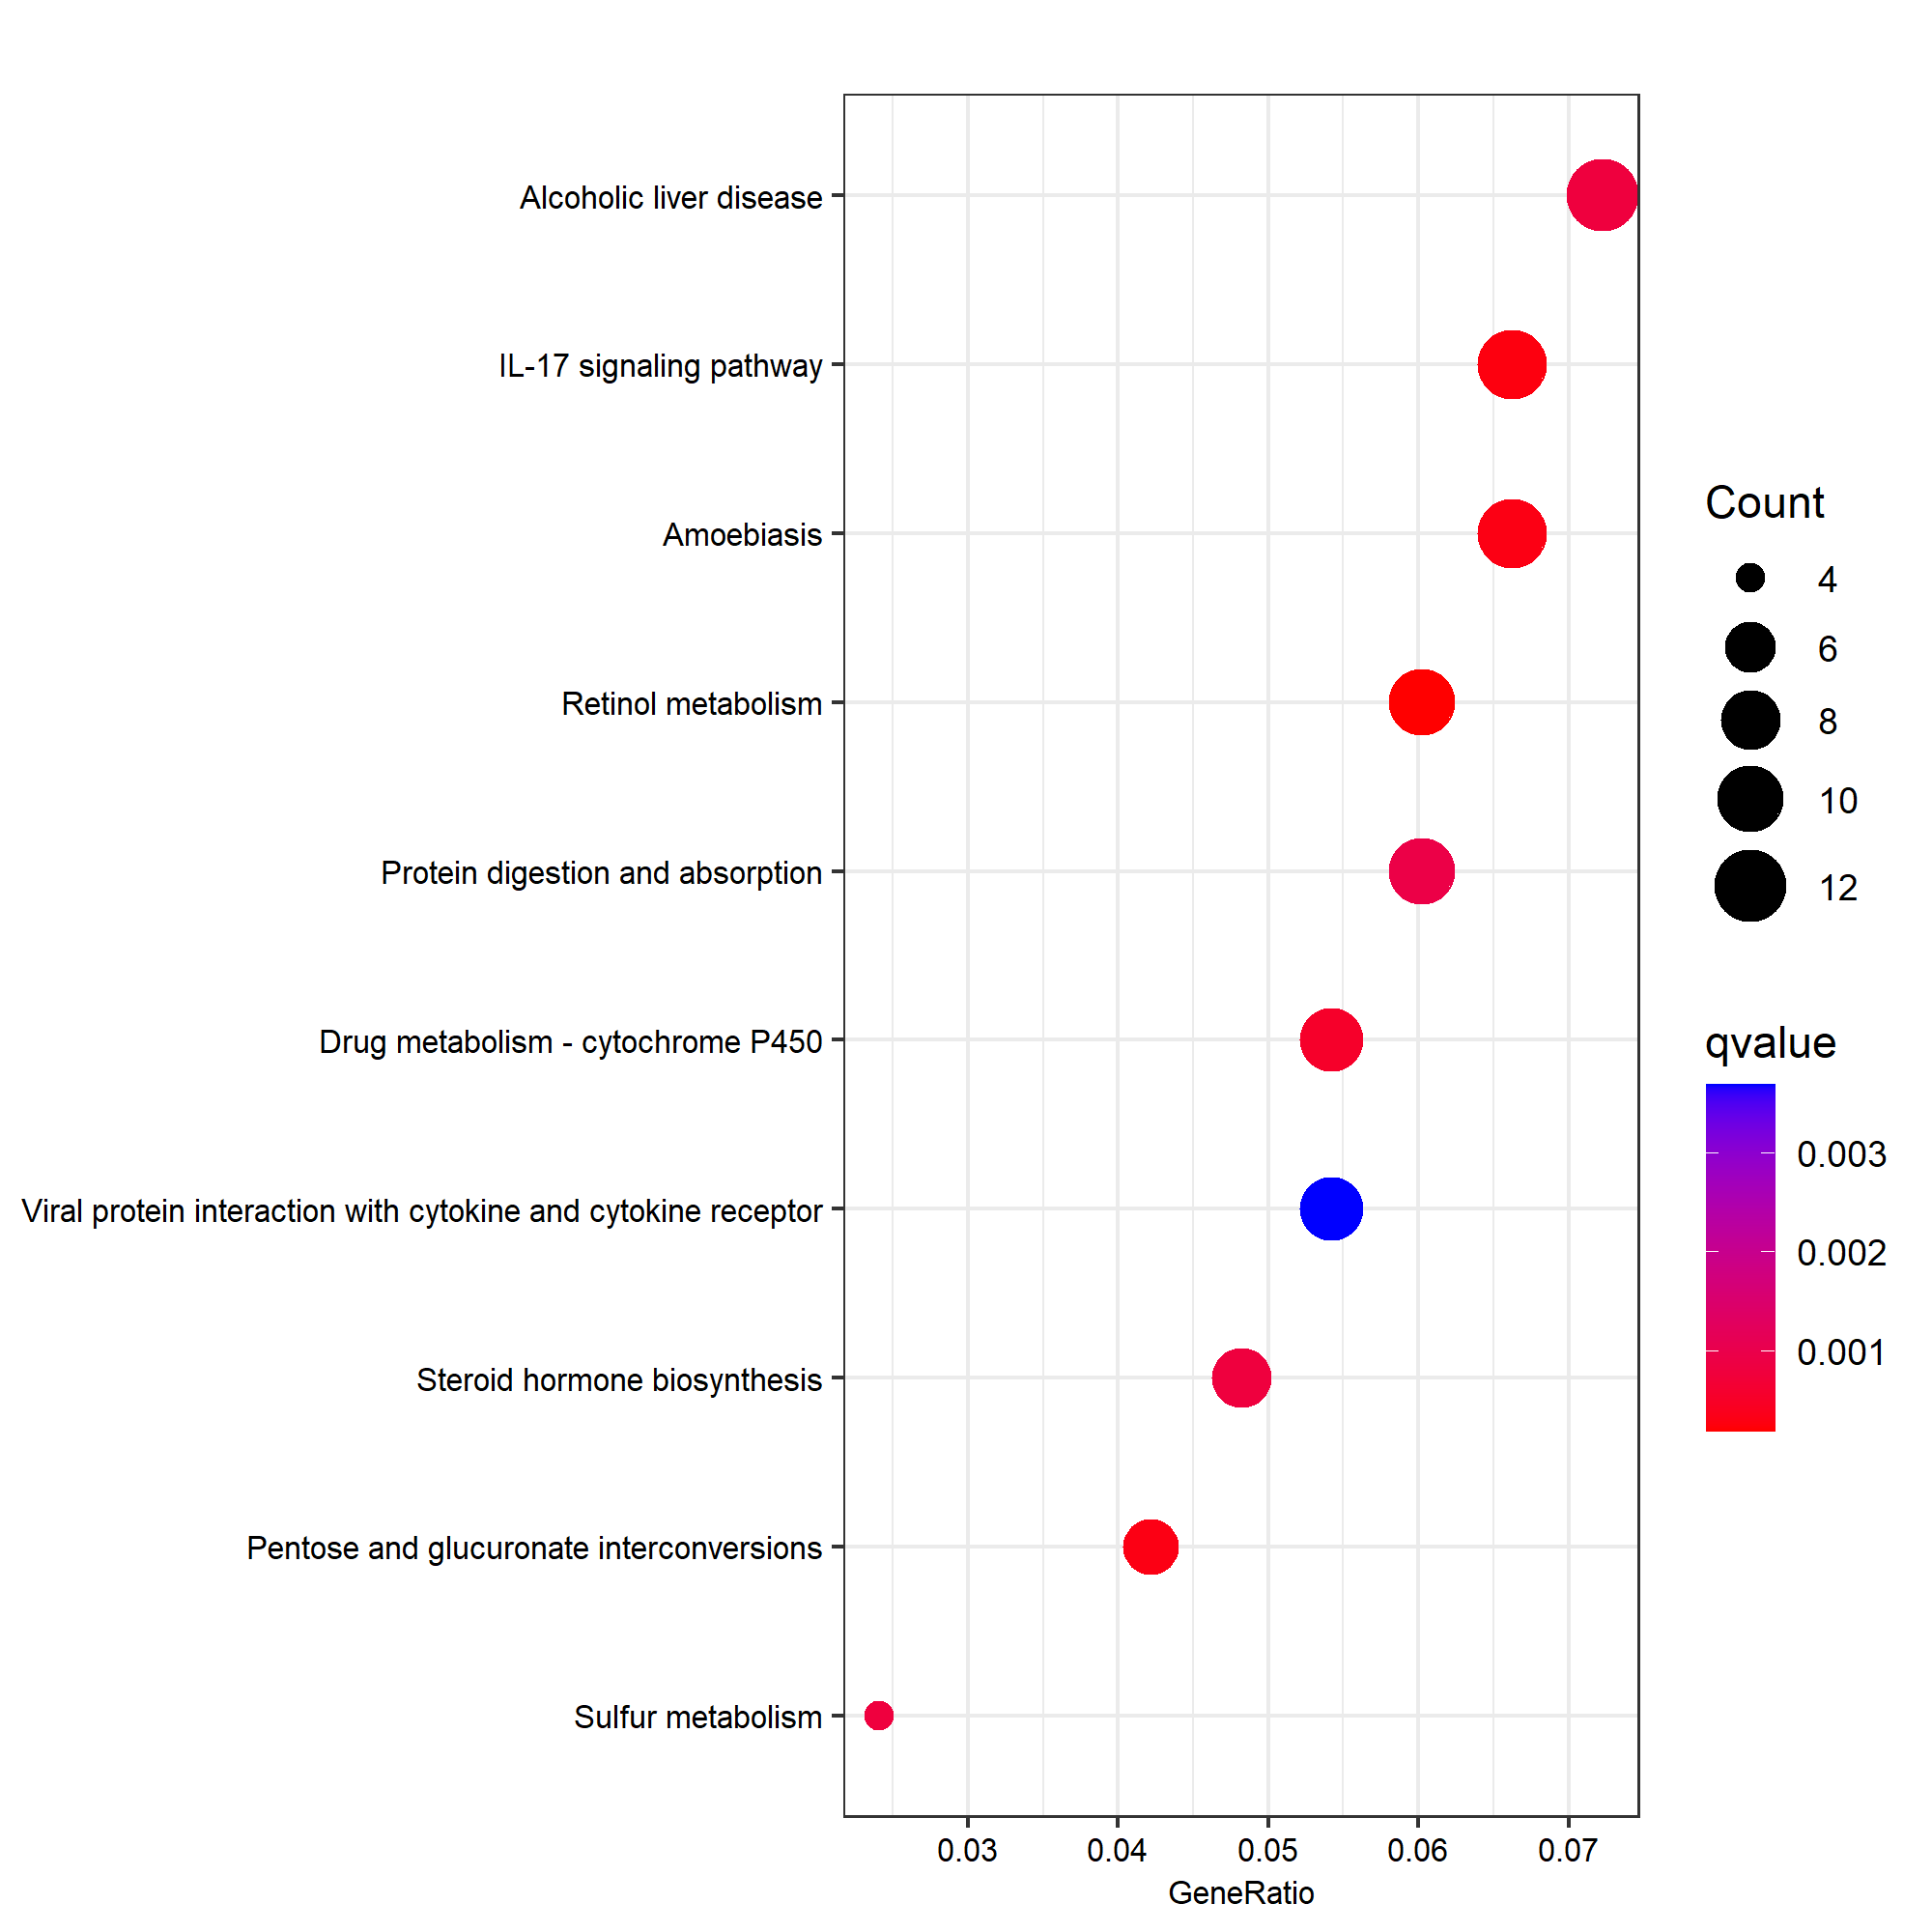 Alcoholic liver disease
IL-17 signaling pathway
Amoebiasis
Retinol metabolism
Protein digestion and absorption
Drug metabolism - cytochrome P450
Viral protein interaction with cytokine and cytokine receptor
Steroid hormone biosynthesis
Pentose and glucuronate interconversions
Sulfur metabolism
0.03 0.04 0.05 0.06 0.07
GeneRatio
Count
4
6
8
10
12
qvalue
0.003
0.002
0.001